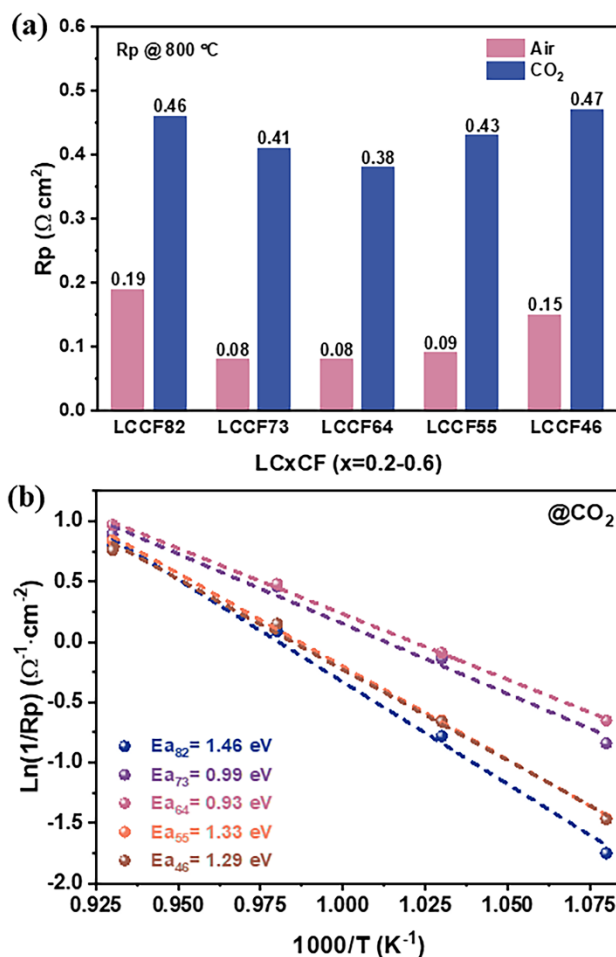 (a)
Rp @ 800 °C
Air
CO₂
Rp (Ω cm²)
0.6
0.5
0.4
0.3
0.2
0.1
0.0
0.19
0.46
0.08
0.41
0.08
0.38
0.09
0.43
0.15
0.47
LCCF82 LCCF73 LCCF64 LCCF55 LCCF46
LCxCF (x=0.2-0.6)
(b)
@CO₂
Ln(1/Rp) (Ω⁻¹·cm⁻²)
1.0
0.5
0.0
-0.5
-1.0
-1.5
-2.0
Ea₈₂= 1.46 eV
Ea₇₃= 0.99 eV
Ea₆₄= 0.93 eV
Ea₅₅= 1.33 eV
Ea₄₆= 1.29 eV
0.925 0.950 0.975 1.000 1.025 1.050 1.075
1000/T (K⁻¹)